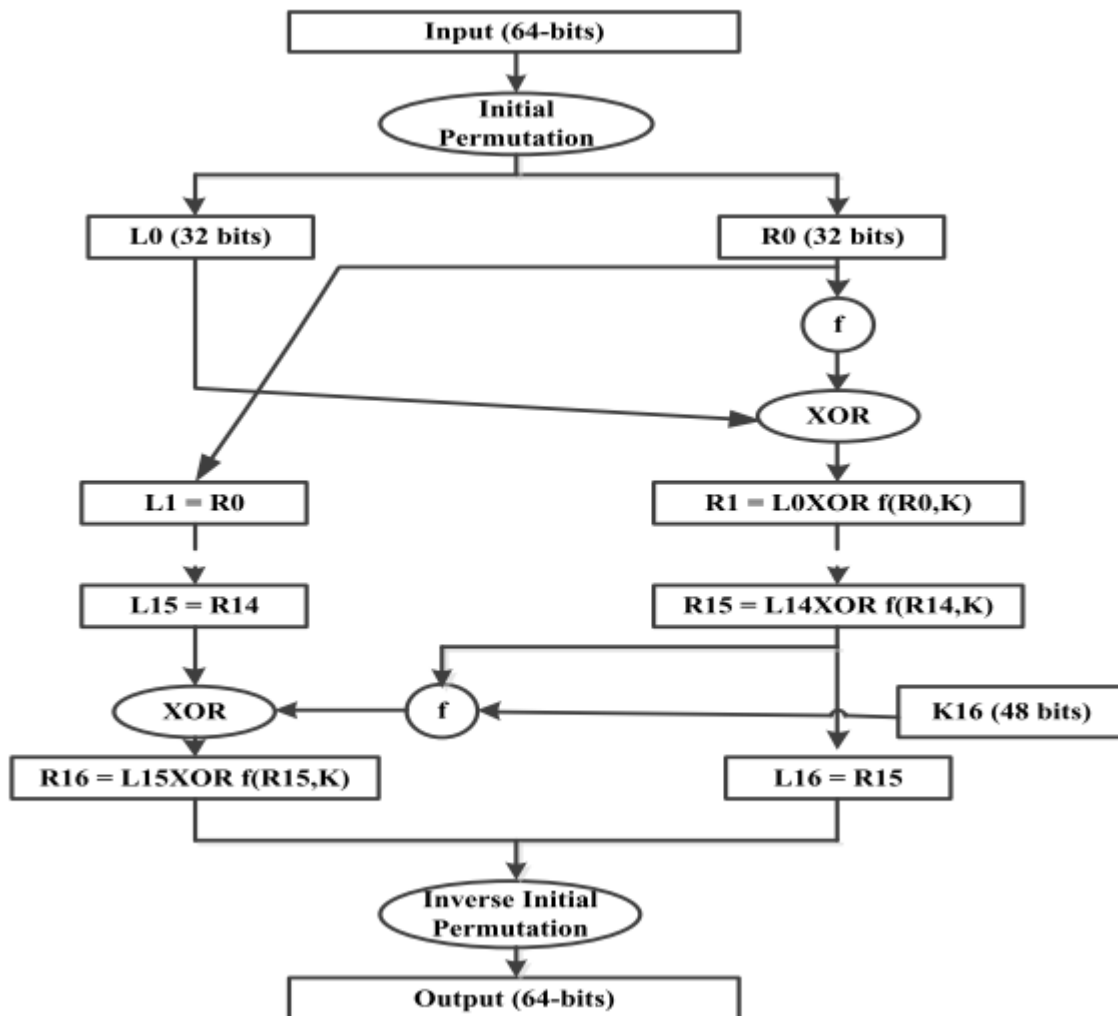 Input (64-bits)
Initial
Permutation
L0 (32 bits)
R0 (32 bits)
f
XOR
L1 = R0
R1 = L0XOR f(R0,K)
L15 = R14
R15 = L14XOR f(R14,K)
XOR
f
K16 (48 bits)
R16 = L15XOR f(R15,K)
L16 = R15
Inverse Initial
Permutation
Output (64-bits)